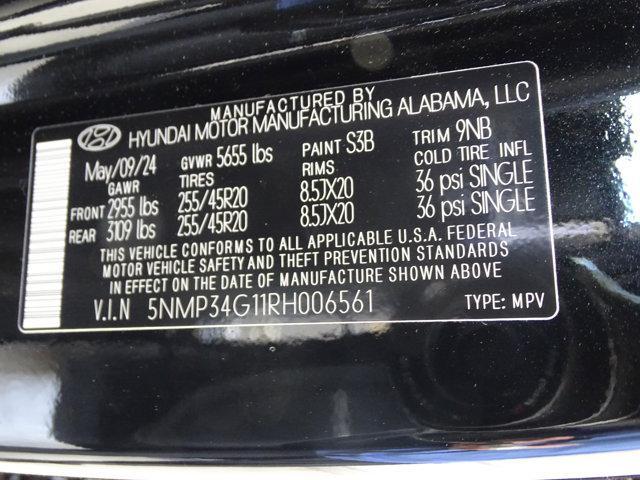 MANUFACTURED BY
HYUNDAI MOTOR MANUFACTURING ALABAMA, LLC
May/09/24 GVWR 5655 lbs PAINT S3B TRIM 9NB
GAWR TIRES RIMS COLD TIRE INFL
FRONT 2955 lbs 255/45R20 8.5JX20 36 psi SINGLE
REAR 3109 lbs 255/45R20 8.5JX20 36 psi SINGLE
THIS VEHICLE CONFORMS TO ALL APPLICABLE U.S.A. FEDERAL
MOTOR VEHICLE SAFETY AND THEFT PREVENTION STANDARDS
IN EFFECT ON THE DATE OF MANUFACTURE SHOWN ABOVE
V.I.N 5NMP34G11RH006561 TYPE: MPV